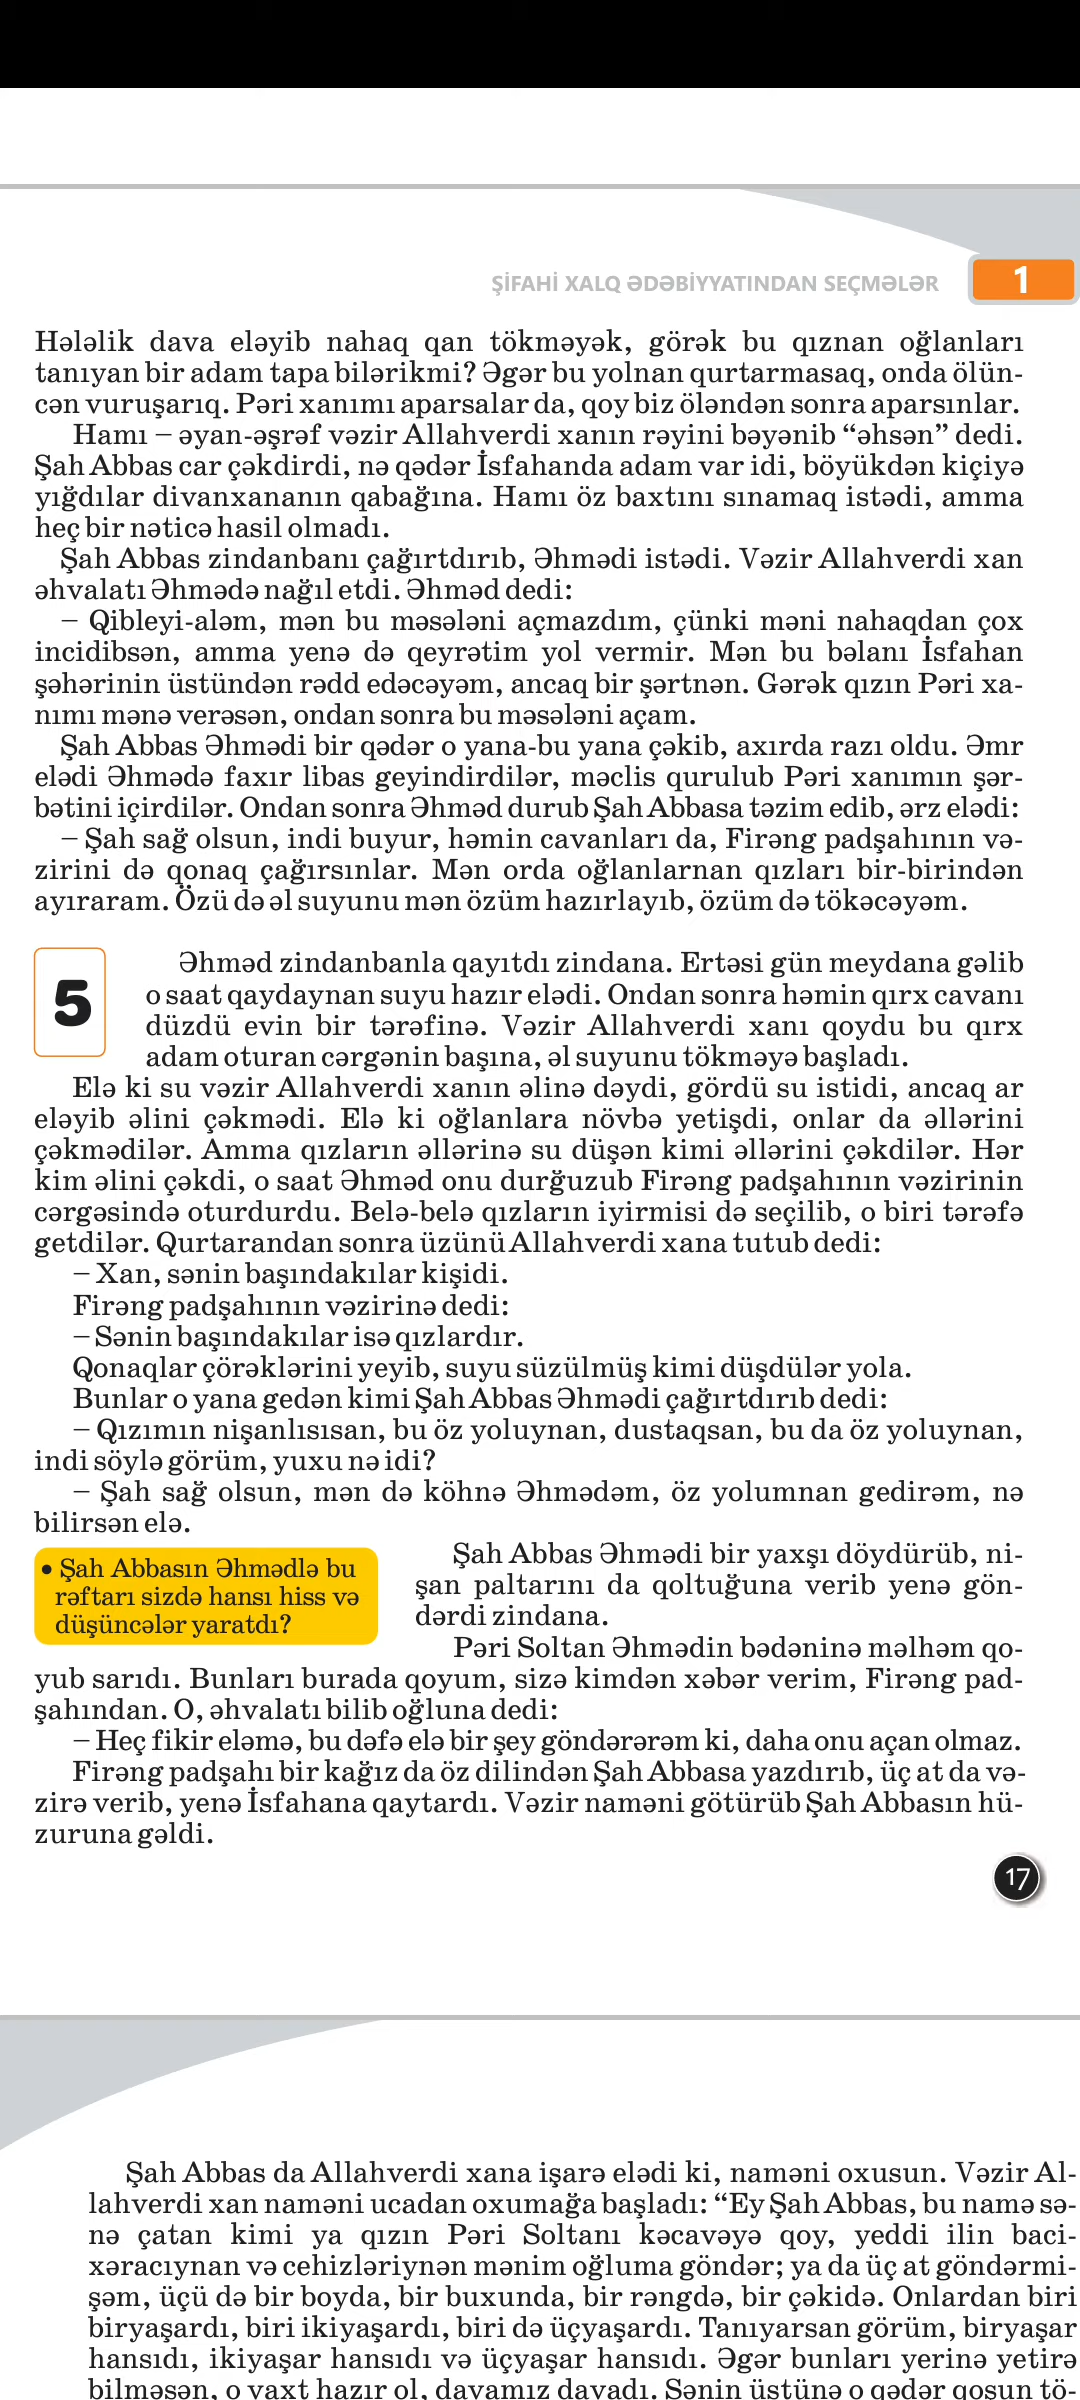 ŞİFAHİ XALQ ƏDƏBİYYATINDAN SEÇMƏLƏR 1
Hələlik dava eləyib nahaq qan tökməyək, görək bu qıznan oğlanları
tanıyan bir adam tapa bilərikmi? Əgər bu yolnan qurtarmasaq, onda ölün-
cən vuruşarıq. Pəri xanımı aparsalar da, qoy biz öləndən sonra aparsınlar.
Hamı – əyan-əşrəf vəzir Allahverdi xanın rəyini bəyənib “əhsən” dedi.
Şah Abbas car çəkdirdi, nə qədər İsfahanda adam var idi, böyükdən kiçiyə
yığdılar divanxananın qabağına. Hamı öz baxtını sınamaq istədi, amma
heç bir nəticə hasil olmadı.
Şah Abbas zindanbanı çağırtdırıb, Əhmədi istədi. Vəzir Allahverdi xan
əhvalatı Əhmədə nağıl etdi. Əhməd dedi:
– Qibleyi-aləm, mən bu məsələni açmazdım, çünki məni nahaqdan çox
incidibsən, amma yenə də qeyrətim yol vermir. Mən bu bəlanı İsfahan
şəhərinin üstündən rədd edəcəyəm, ancaq bir şərtnən. Gərək qızın Pəri xa-
nımı mənə verəsən, ondan sonra bu məsələni açam.
Şah Abbas Əhmədi bir qədər o yana-bu yana çəkib, axırda razı oldu. Əmr
elədi Əhmədə faxır libas geyindirdilər, məclis qurulub Pəri xanımın şər-
bətini içirdilər. Ondan sonra Əhməd durub Şah Abbasa təzim edib, ərz elədi:
– Şah sağ olsun, indi buyur, həmin cavanları da, Firəng padşahının və-
zirini də qonaq çağırsınlar. Mən orda oğlanlarnan qızları bir-birindən
ayıraram. Özü də əl suyunu mən özüm hazırlayıb, özüm də tökəcəyəm.
5
Əhməd zindanbanla qayıtdı zindana. Ertəsi gün meydana gəlib
o saat qaydaynan suyu hazır elədi. Ondan sonra həmin qırx cavanı
düzdü evin bir tərəfinə. Vəzir Allahverdi xanı qoydu bu qırx
adam oturan cərgənin başına, əl suyunu tökməyə başladı.
Elə ki su vəzir Allahverdi xanın əlinə dəydi, gördü su istidi, ancaq ar
eləyib əlini çəkmədi. Elə ki oğlanlara növbə yetişdi, onlar da əllərini
çəkmədilər. Amma qızların əllərinə su düşən kimi əllərini çəkdilər. Hər
kim əlini çəkdi, o saat Əhməd onu durğuzub Firəng padşahının vəzirinin
cərgəsində oturdurdu. Belə-belə qızların iyirmisi də seçilib, o biri tərəfə
getdilər. Qurtarandan sonra üzünü Allahverdi xana tutub dedi:
– Xan, sənin başındakılar kişidi.
Firəng padşahının vəzirinə dedi:
– Sənin başındakılar isə qızlardır.
Qonaqlar çörəklərini yeyib, suyu süzülmüş kimi düşdülər yola.
Bunlar o yana gedən kimi Şah Abbas Əhmədi çağırtdırıb dedi:
– Qızımın nişanlısısan, bu öz yoluynan, dustaqsan, bu da öz yoluynan,
indi söylə görüm, yuxu nə idi?
– Şah sağ olsun, mən də köhnə Əhmədəm, öz yolumnan gedirəm, nə
bilirsən elə.
• Şah Abbasın Əhmədlə bu
rəftarı sizdə hansı hiss və
düşüncələr yaratdı?
Şah Abbas Əhmədi bir yaxşı döydürüb, ni-
şan paltarını da qoltuğuna verib yenə gön-
dərdi zindana.
Pəri Soltan Əhmədin bədəninə məlhəm qo-
yub sarıdı. Bunları burada qoyum, sizə kimdən xəbər verim, Firəng pad-
şahından. O, əhvalatı bilib oğluna dedi:
– Heç fikir eləmə, bu dəfə elə bir şey göndərərəm ki, daha onu açan olmaz.
Firəng padşahı bir kağız da öz dilindən Şah Abbasa yazdırıb, üç at da və-
zirə verib, yenə İsfahana qaytardı. Vəzir naməni götürüb Şah Abbasın hü-
zuruna gəldi.
17
Şah Abbas da Allahverdi xana işarə elədi ki, naməni oxusun. Vəzir Al-
lahverdi xan naməni ucadan oxumağa başladı: “Ey Şah Abbas, bu namə sə-
nə çatan kimi ya qızın Pəri Soltanı kəcavəyə qoy, yeddi ilin baci-
xəracıynan və cehizləriynən mənim oğluma göndər; ya da üç at göndərmi-
şəm, üçü də bir boyda, bir buxunda, bir rəngdə, bir çəkidə. Onlardan biri
biryaşardı, biri ikiyaşardı, biri də üçyaşardı. Tanıyarsan görüm, biryaşar
hansıdı, ikiyaşar hansıdı və üçyaşar hansıdı. Əgər bunları yerinə yetirə
bilməsən, o vaxt hazır ol, davamız davadı. Sənin üstünə o qədər qoşun tö-